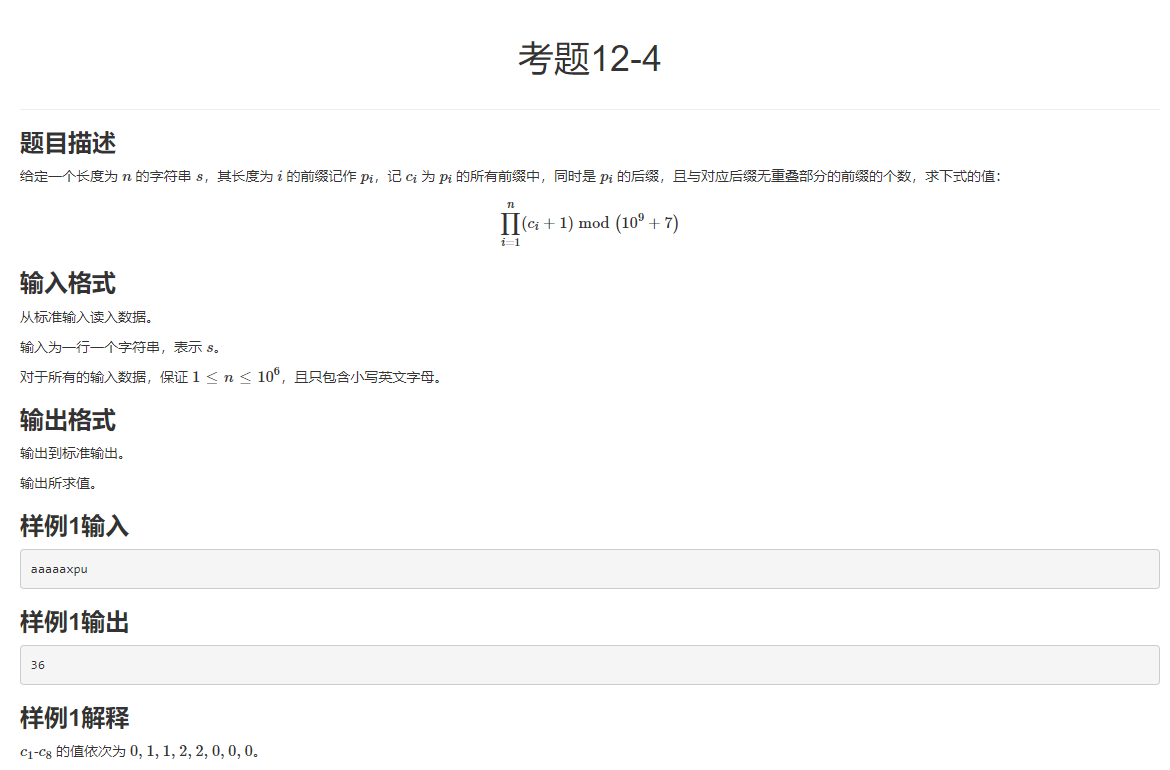 考题12-4
题目描述
给定一个长度为 n 的字符串 s，其长度为 i 的前缀记作 p_i，记 c_i 为 p_i 的所有前缀中，同时是 p_i 的后缀，且与对应后缀无重叠部分的前缀的个数，求下式的值：
∏_{i=1}^{n} (c_i + 1) mod (10^9 + 7)
输入格式
从标准输入读入数据。
输入为一行一个字符串，表示 s。
对于所有的输入数据，保证 1 ≤ n ≤ 10^6，且只包含小写英文字母。
输出格式
输出到标准输出。
输出所求值。
样例1输入
aaaaaxpu
样例1输出
36
样例1解释
c_1-c_8 的值依次为 0, 1, 1, 2, 2, 0, 0, 0。